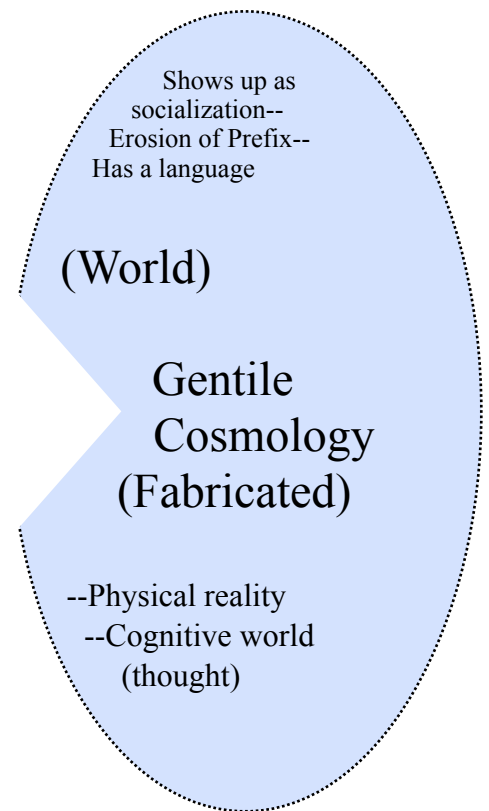 Shows up as
socialization--
Erosion of Prefix--
Has a language
(World)
Gentile
Cosmology
(Fabricated)
--Physical reality
--Cognitive world
(thought)